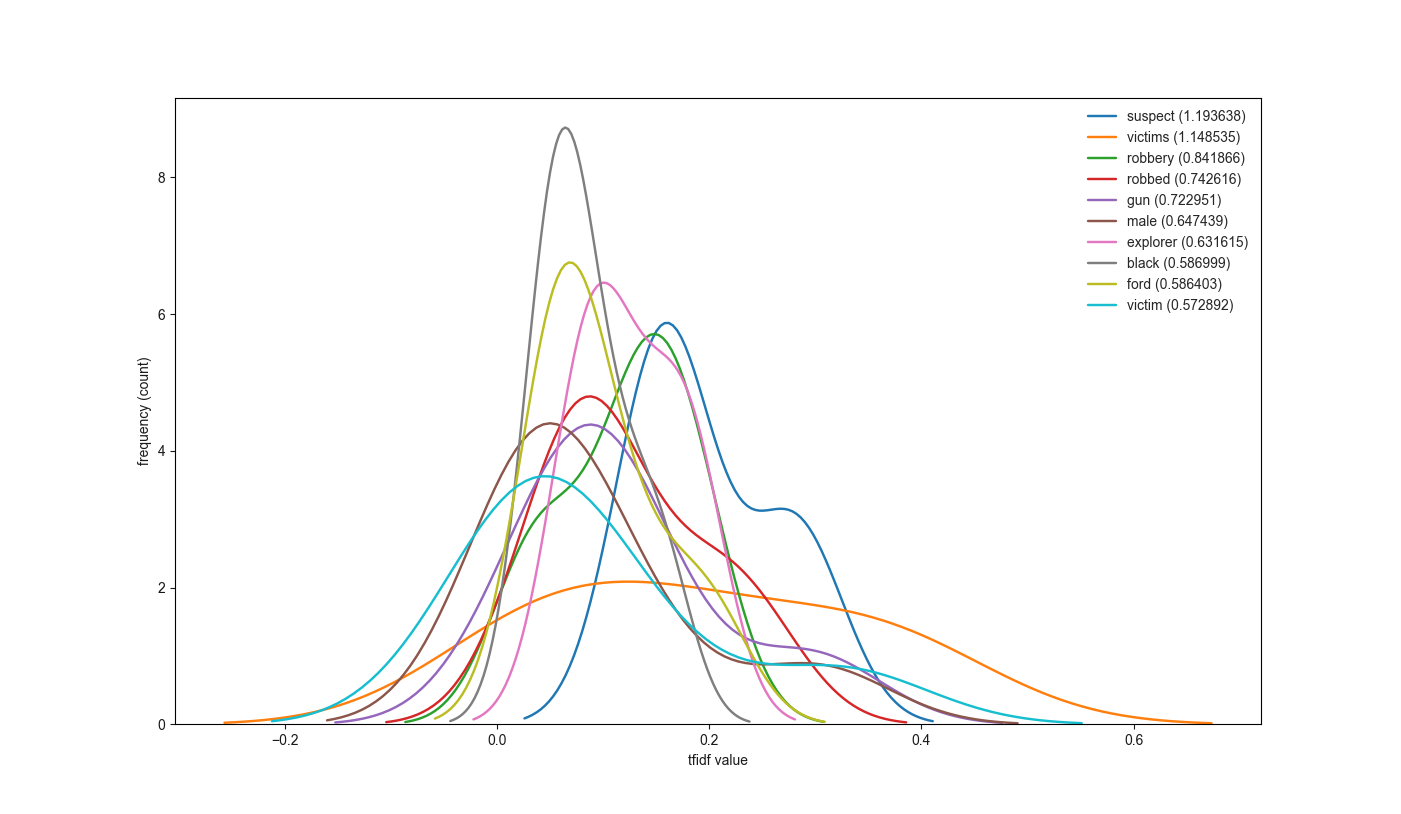 suspect (1.193638)
victims (1.148535)
robbery (0.841866)
robbed (0.742616)
gun (0.722951)
male (0.647439)
explorer (0.631615)
black (0.586999)
ford (0.586403)
victim (0.572892)
8
6
4
2
0
frequency (count)
−0.2 0.0 0.2 0.4 0.6
tfidf value